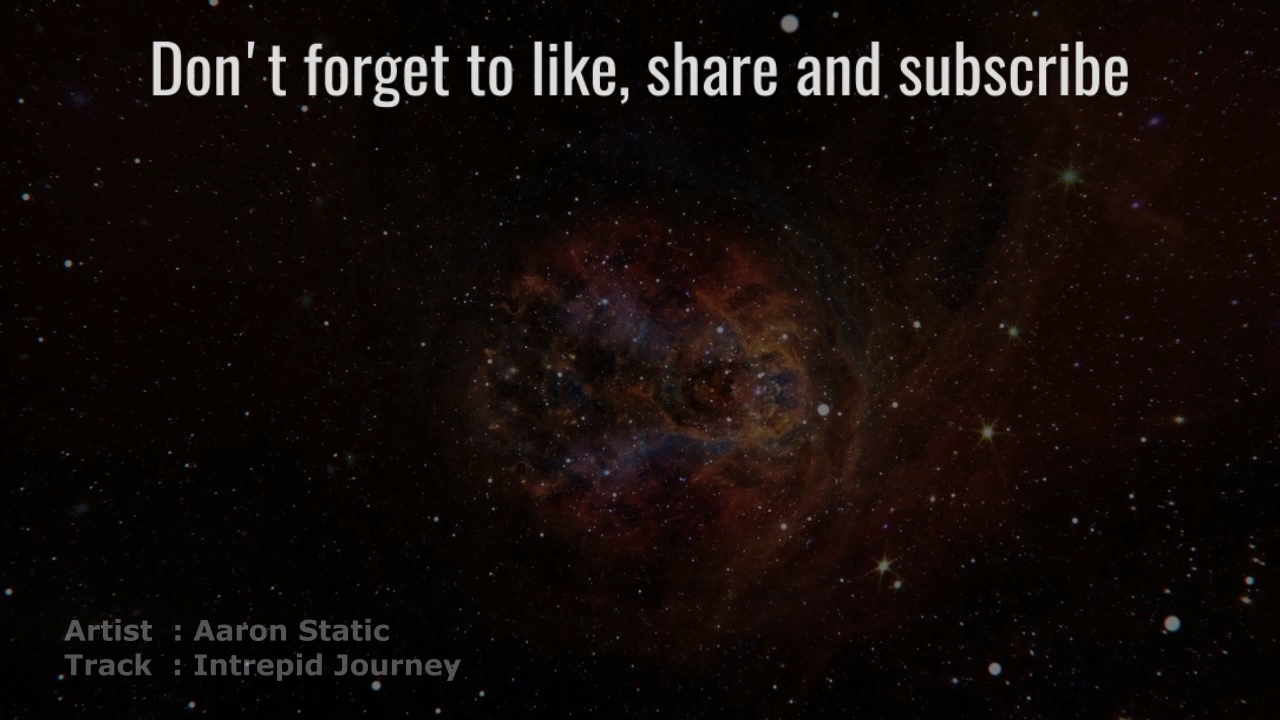 Don't forget to like, share and subscribe
Artist : Aaron Static
Track : Intrepid Journey